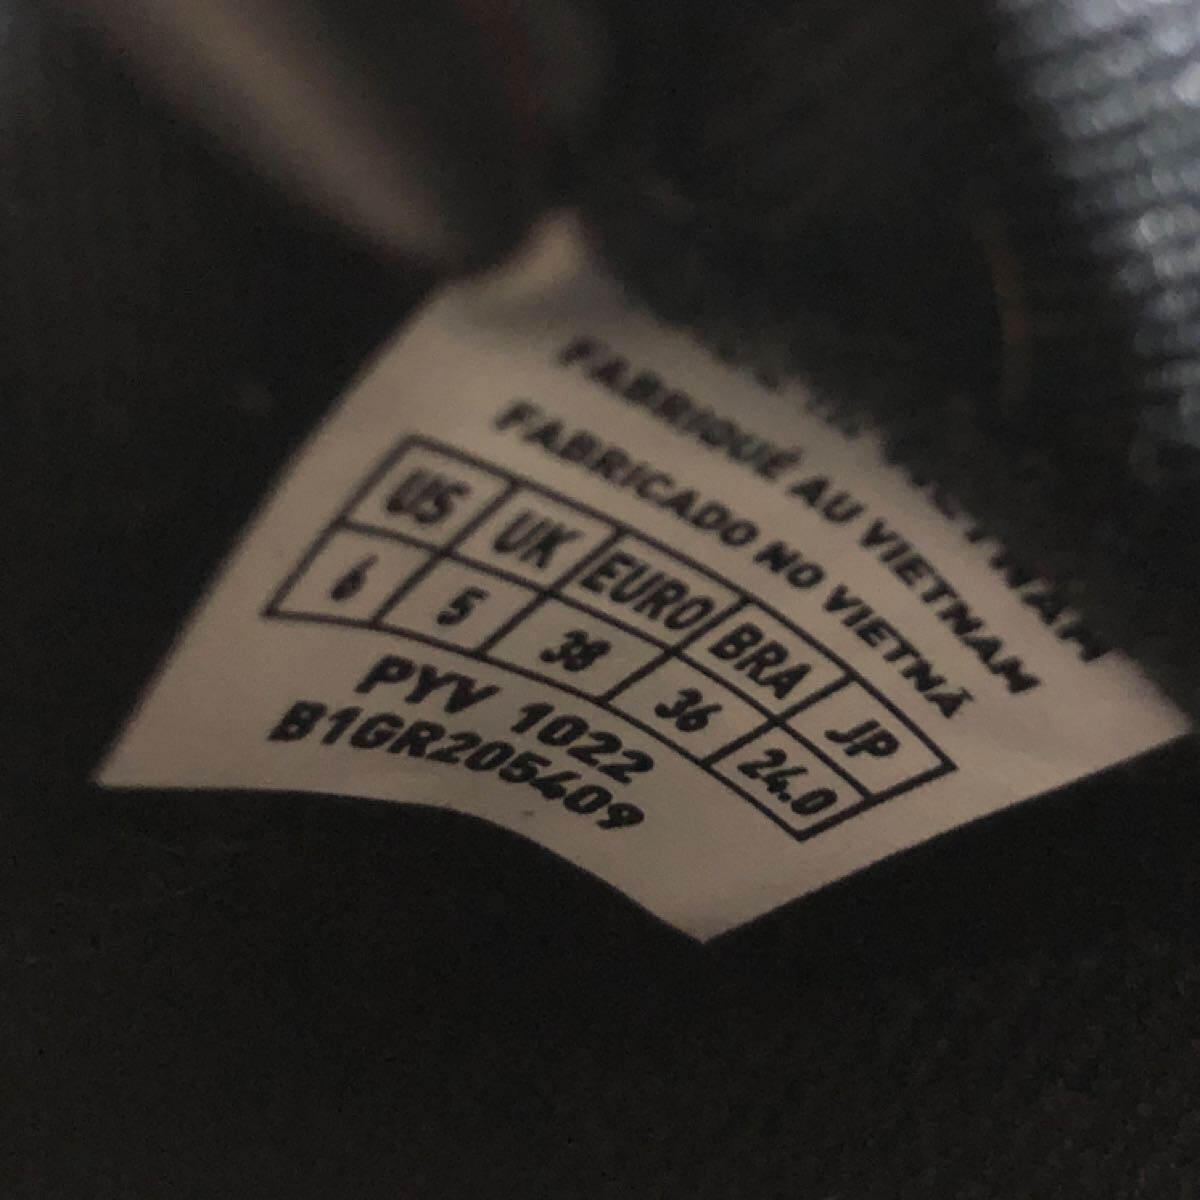 FABRIQUÉ AU VIETNAM
FABRICADO NO VIETNÃ
US UK EURO BRA JP
6 5 38 36 24.0
PYV 1022
B1GR205409